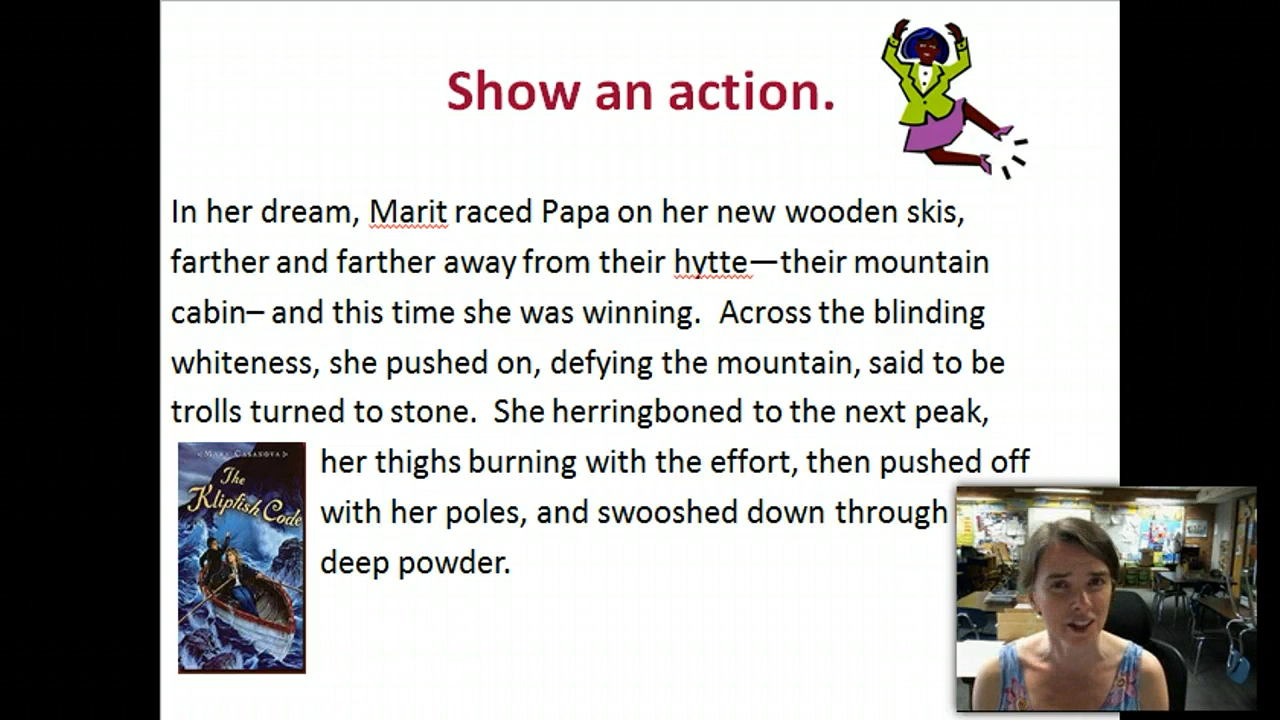 Show an action.
In her dream, Marit raced Papa on her new wooden skis,
farther and farther away from their hytte—their mountain
cabin– and this time she was winning.  Across the blinding
whiteness, she pushed on, defying the mountain, said to be
trolls turned to stone.  She herringboned to the next peak,
her thighs burning with the effort, then pushed off
with her poles, and swooshed down through
deep powder.
MARY CASANOVA
The
Klipfish Code